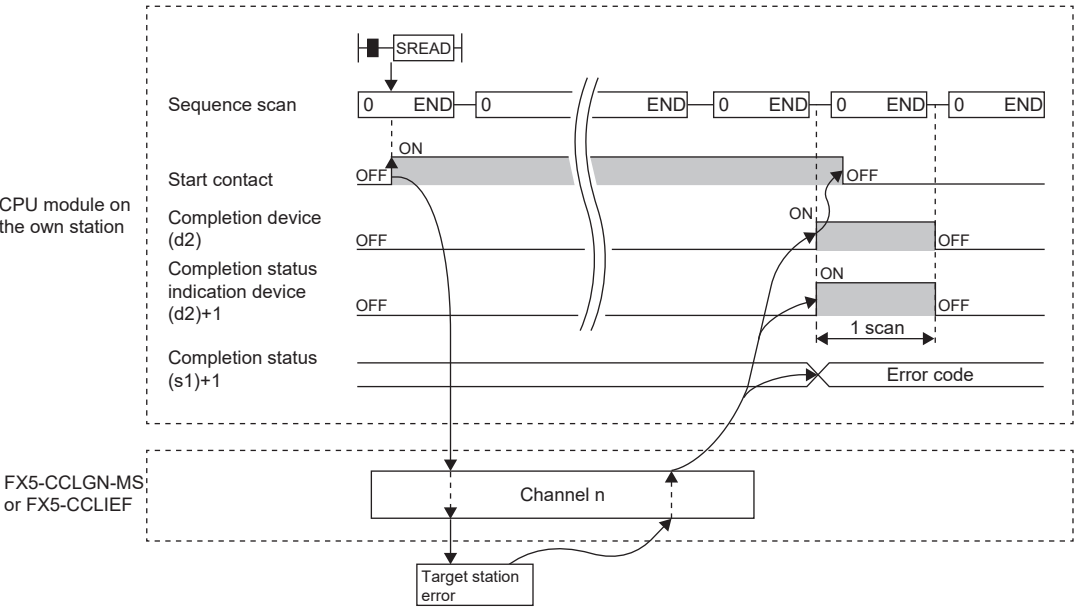 SREAD
Sequence scan
0 END 0 END 0 END 0 END 0 END
ON
Start contact
OFF
OFF
CPU module on
the own station
Completion device
(d2)
ON
OFF
OFF
Completion status
indication device
(d2)+1
ON
OFF
OFF
1 scan
Completion status
(s1)+1
Error code
FX5-CCLGN-MS
or FX5-CCLIEF
Channel n
Target station
error